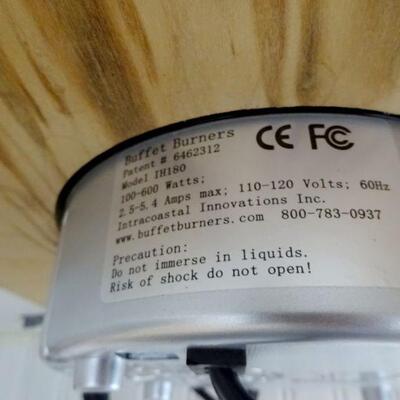 Buffet Burners CE FC
Patent # 6462312
Model IH180
100-600 Watts;
2.5-5.4 Amps max; 110-120 Volts; 60Hz
Intracoastal Innovations Inc.
www.buffetburners.com 800-783-0937
Precaution:
Do not immerse in liquids.
Risk of shock do not open!